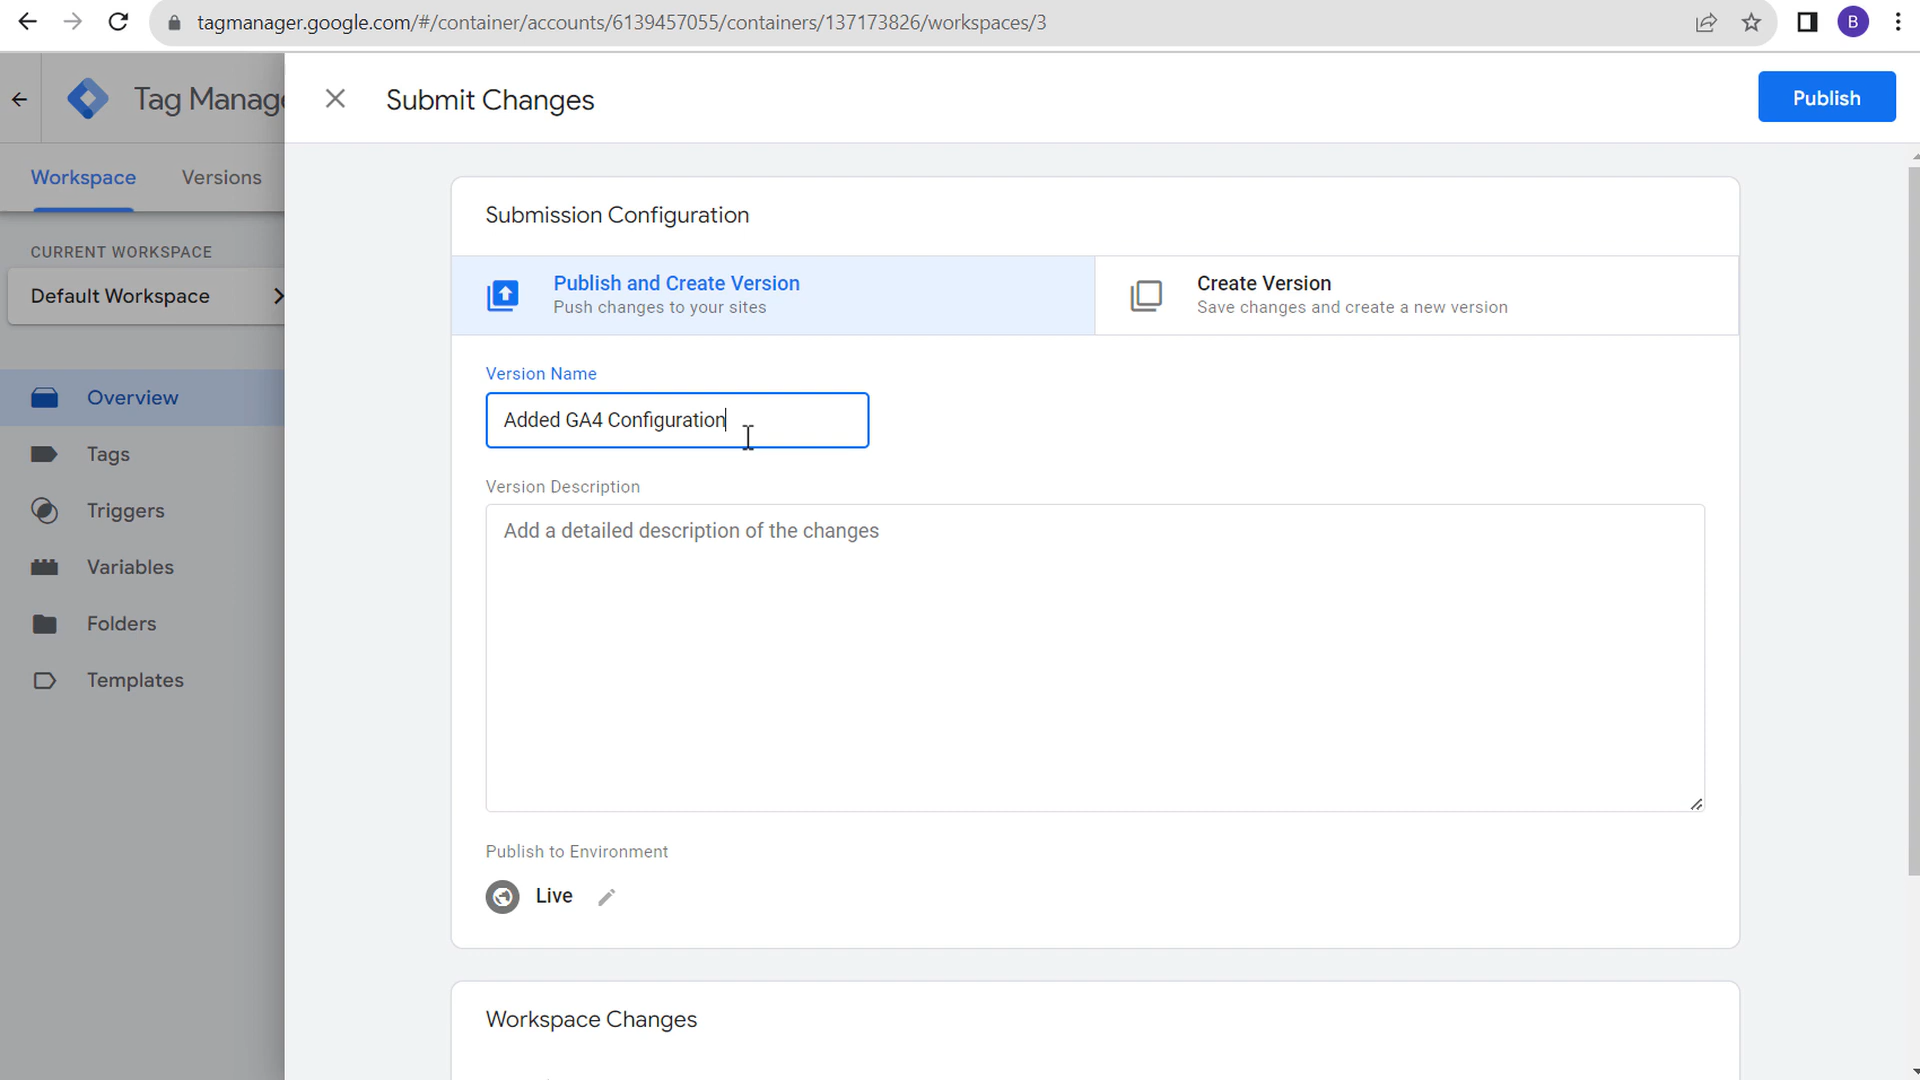 tagmanager.google.com/#/container/accounts/6139457055/containers/137173826/workspaces/3
B
Tag Manage
Submit Changes
Publish
Workspace
Versions
Submission Configuration
CURRENT WORKSPACE
Default Workspace
Publish and Create Version
Push changes to your sites
Create Version
Save changes and create a new version
Version Name
Added GA4 Configuration
Overview
Tags
Triggers
Variables
Folders
Templates
Version Description
Add a detailed description of the changes
Publish to Environment
Live
Workspace Changes